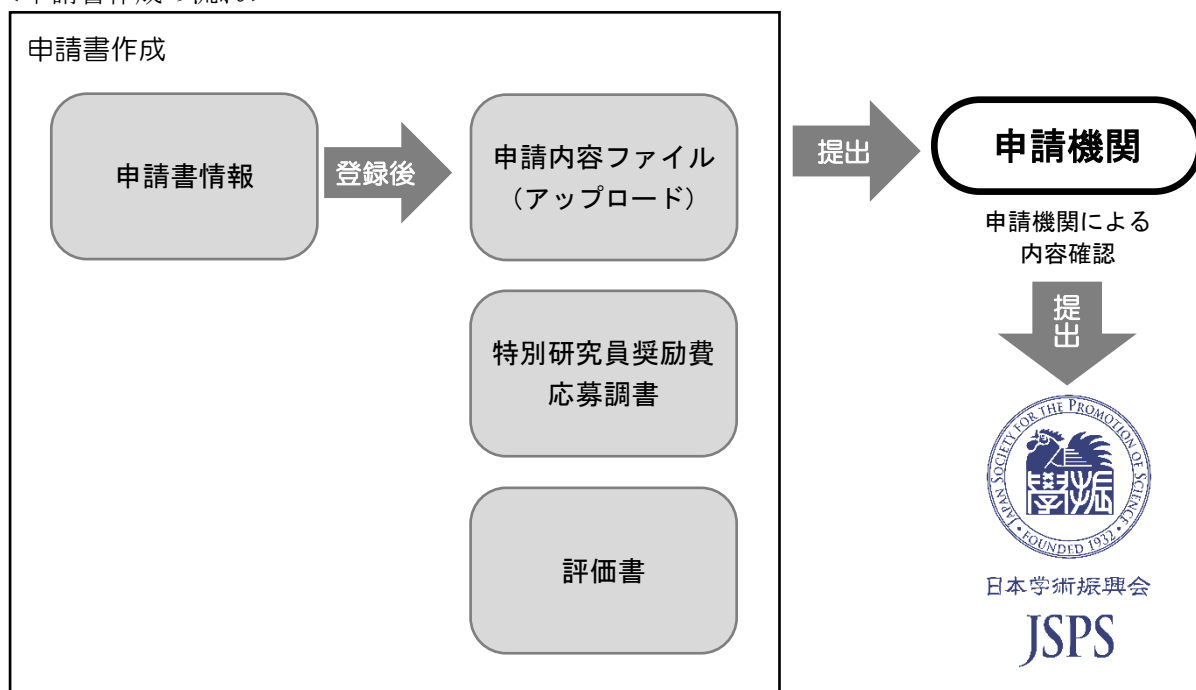 申請書作成
申請書情報
登録後
申請内容ファイル
（アップロード）
特別研究員奨励費
応募調書
評価書
提出
申請機関
申請機関による
内容確認
提出
JAPAN SOCIETY FOR THE PROMOTION OF SCIENCE
FOUNDED 1932
日本学術振興会
JSPS